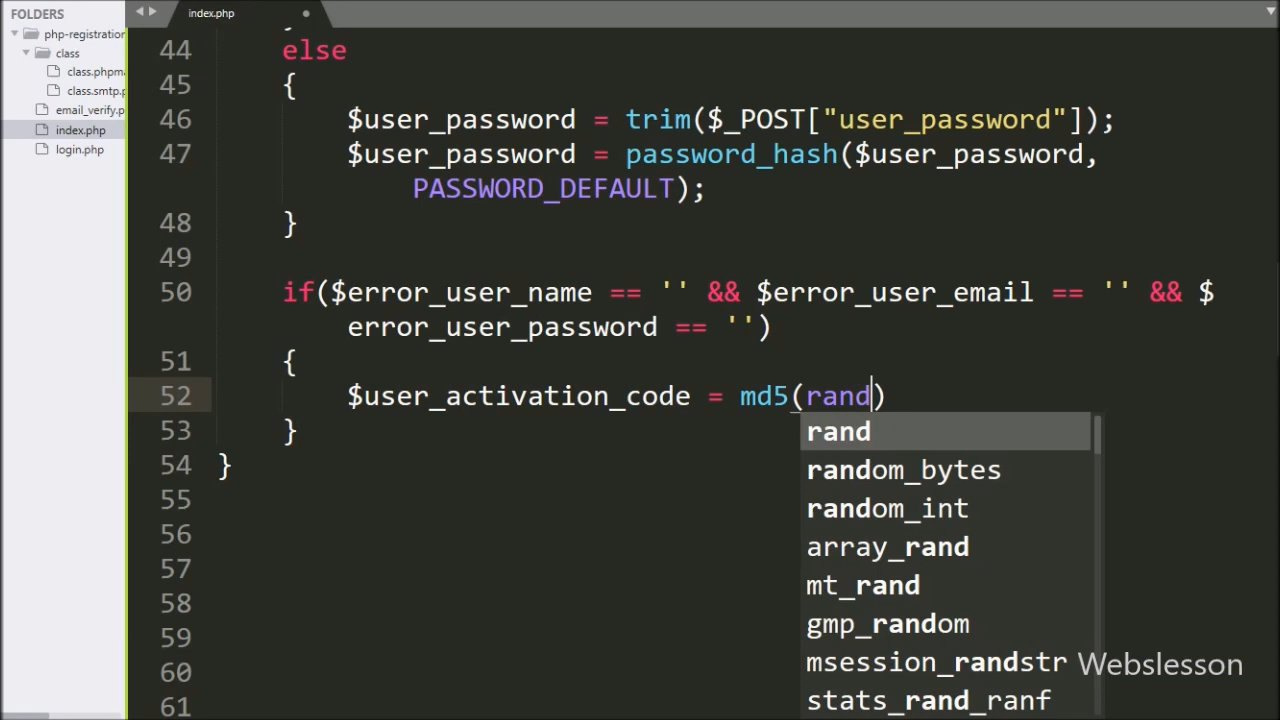 FOLDERS
php-registration
class
class.phpma
class.smtp.p
email_verify.p
index.php
login.php
index.php
44 else
45 {
46 $user_password = trim($_POST["user_password"]);
47 $user_password = password_hash($user_password,
PASSWORD_DEFAULT);
48 }
49
50 if($error_user_name == '' && $error_user_email == '' && $
error_user_password == '')
51 {
52 $user_activation_code = md5(rand)
53 }
54 }
55
56
57
58
59
60
61
rand
random_bytes
random_int
array_rand
mt_rand
gmp_random
msession_randstr
stats_rand_ranf
Webslesson